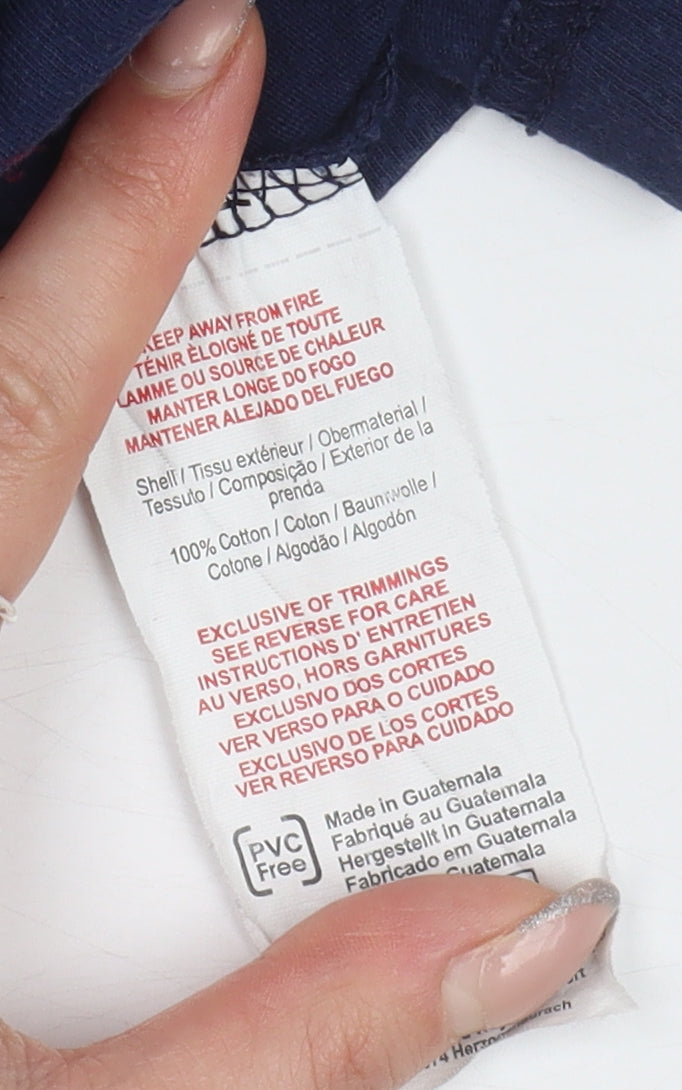 KEEP AWAY FROM FIRE
TENIR ÈLOIGNÉ DE TOUTE
LAMME OU SOURCE DE CHALEUR
MANTER LONGE DO FOGO
MANTENER ALEJADO DEL FUEGO
Shell / Tissu extérieur / Obermaterial /
Tessuto / Composição / Exterior de la
prenda
100% Cotton / Coton / Baumwolle /
Cotone / Algodão / Algodón
EXCLUSIVE OF TRIMMINGS
SEE REVERSE FOR CARE
INSTRUCTIONS D' ENTRETIEN
AU VERSO, HORS GARNITURES
EXCLUSIVO DOS CORTES
VER VERSO PARA O CUIDADO
EXCLUSIVO DE LOS CORTES
VER REVERSO PARA CUIDADO
PVC
Free
Made in Guatemala
Fabriqué au Guatemala
Hergestellt in Guatemala
Fabricado em Guatemala
Guatemala